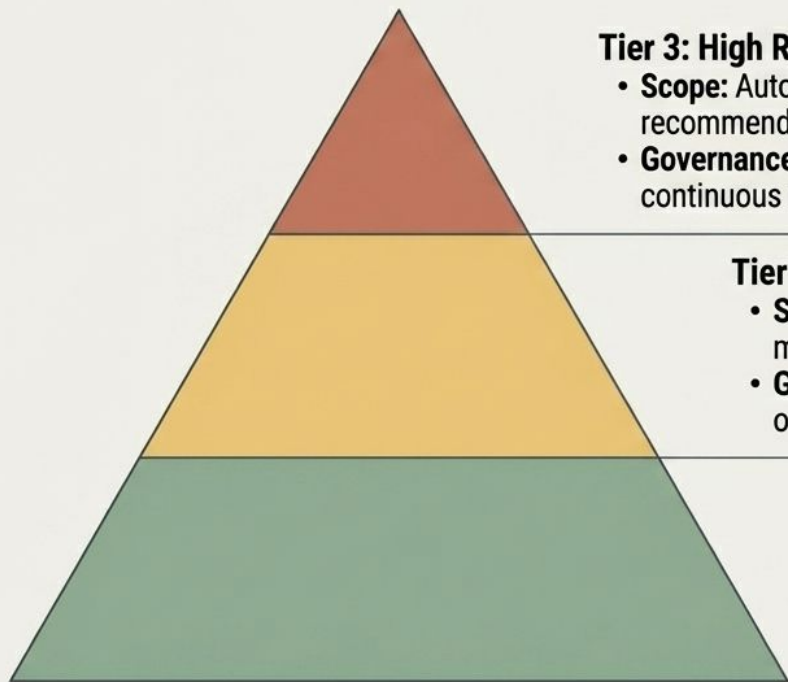 Tier 3: High R
• Scope: Auto
recommend
• Governance
continuous
Tier
• S
m
• G
o